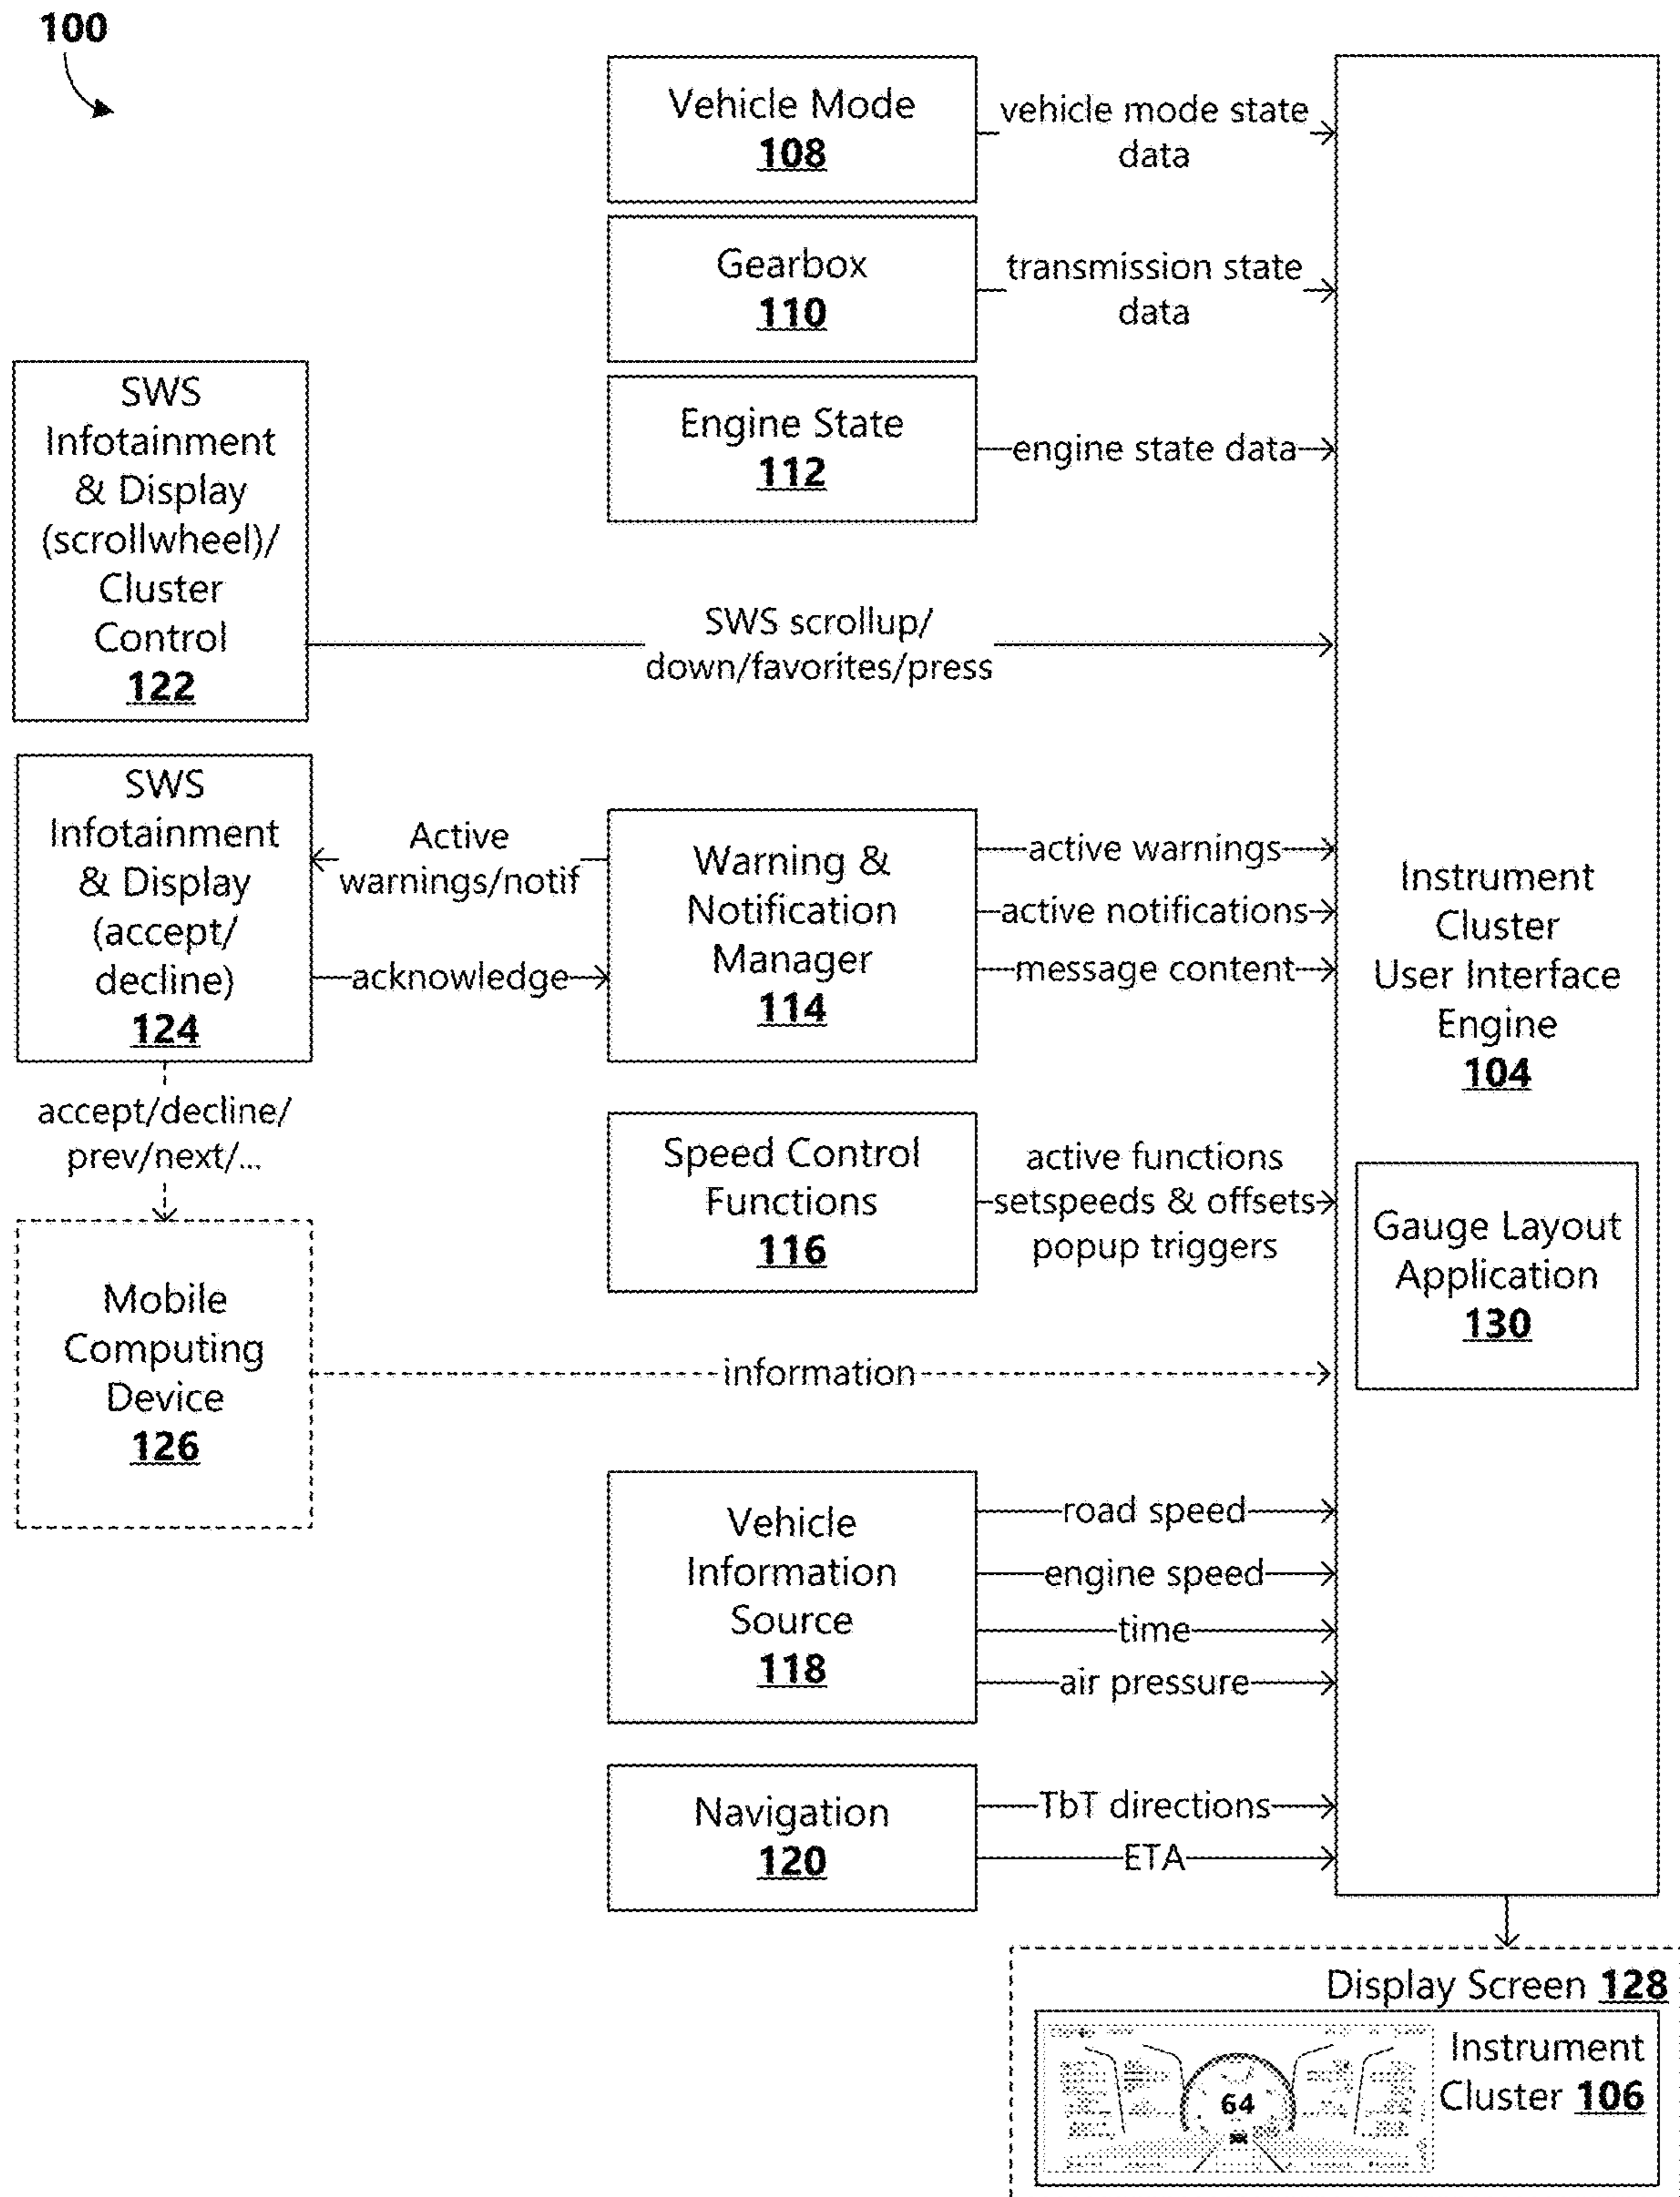 100
Vehicle Mode
108
vehicle mode state
data
Gearbox
110
transmission state
data
Engine State
112
engine state data
SWS
Infotainment
& Display
(scrollwheel)/
Cluster
Control
122
SWS scrollup/
down/favorites/press
SWS
Infotainment
& Display
(accept/
decline)
124
Active
warnings/notif
acknowledge
Warning &
Notification
Manager
114
active warnings
active notifications
message content
Instrument
Cluster
User Interface
Engine
104
accept/decline/
prev/next/...
Speed Control
Functions
116
active functions
setspeeds & offsets
popup triggers
Gauge Layout
Application
130
Mobile
Computing
Device
126
information
Vehicle
Information
Source
118
road speed
engine speed
time
air pressure
Navigation
120
TbT directions
ETA
Display Screen 128
Instrument
Cluster 106
64